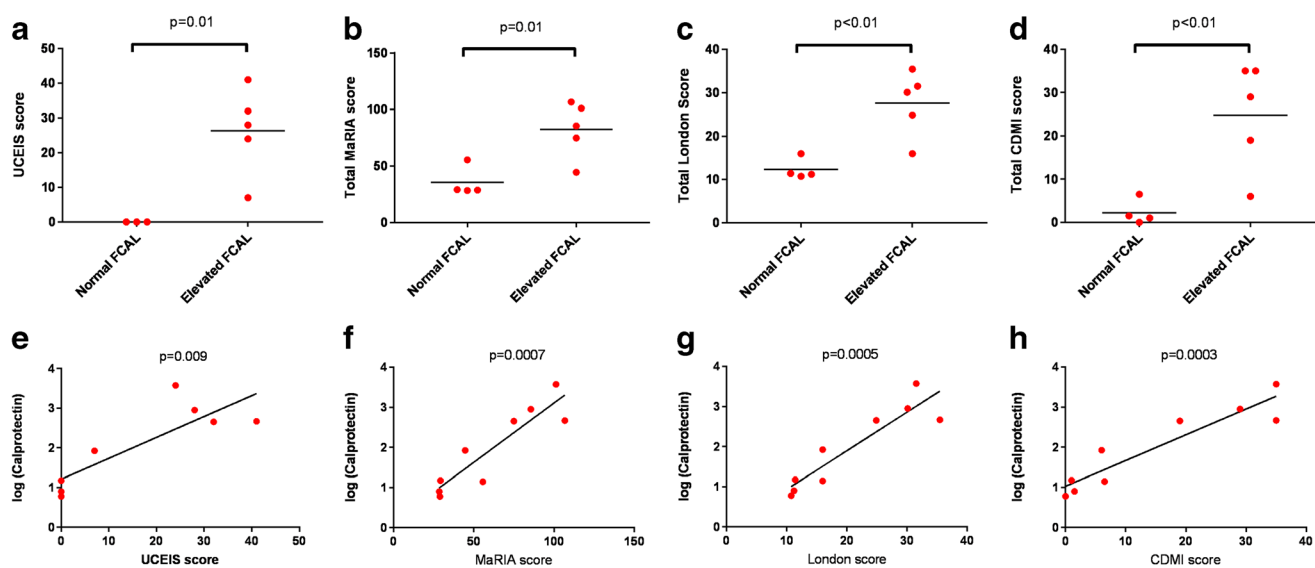 a
p=0.01
UCEIS score
50
40
30
20
10
0
Normal FCAL
Elevated FCAL
b
p=0.01
Total MaRIA score
150
100
50
0
Normal FCAL
Elevated FCAL
c
p<0.01
Total London Score
40
30
20
10
0
Normal FCAL
Elevated FCAL
d
p<0.01
Total CDMI score
40
30
20
10
0
Normal FCAL
Elevated FCAL
e
p=0.009
log (Calprotectin)
4
3
2
1
0
0 10 20 30 40 50
UCEIS score
f
p=0.0007
log (Calprotectin)
4
3
2
1
0
0 50 100 150
MaRIA score
g
p=0.0005
log (Calprotectin)
4
3
2
1
0
0 10 20 30 40
London score
h
p=0.0003
log (Calprotectin)
4
3
2
1
0
0 10 20 30 40
CDMI score